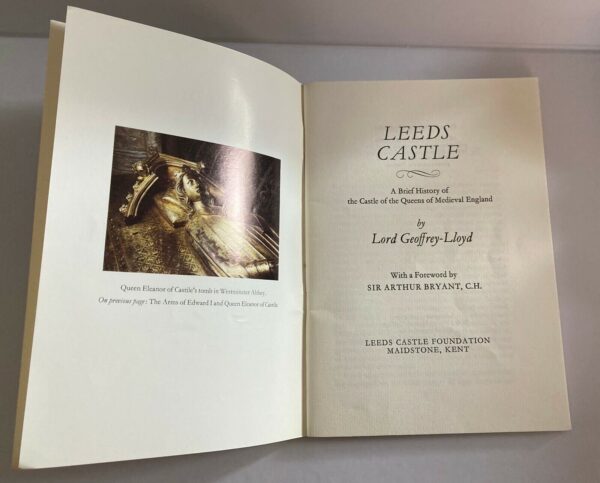 Queen Eleanor of Castile's tomb in Westminster Abbey.
On previous page: The Arms of Edward I and Queen Eleanor of Castile
LEEDS
CASTLE
A Brief History of
the Castle of the Queens of Medieval England
by
Lord Geoffrey-Lloyd
With a Foreword by
SIR ARTHUR BRYANT, C.H.
LEEDS CASTLE FOUNDATION
MAIDSTONE, KENT